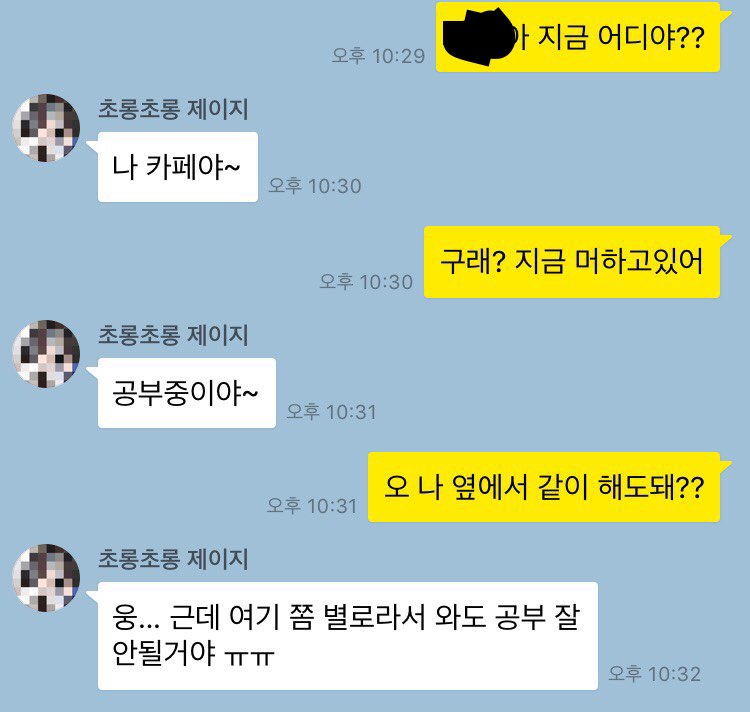 지금 어디야??
오후 10:29
초롱초롱 제이지
나 카페야~
오후 10:30
구래? 지금 머하고있어
오후 10:30
초롱초롱 제이지
공부중이야~
오후 10:31
오 나 옆에서 같이 해도돼??
오후 10:31
초롱초롱 제이지
웅... 근데 여기 쫌 별로라서 와도 공부 잘
안될거야 ㅠㅠ
오후 10:32